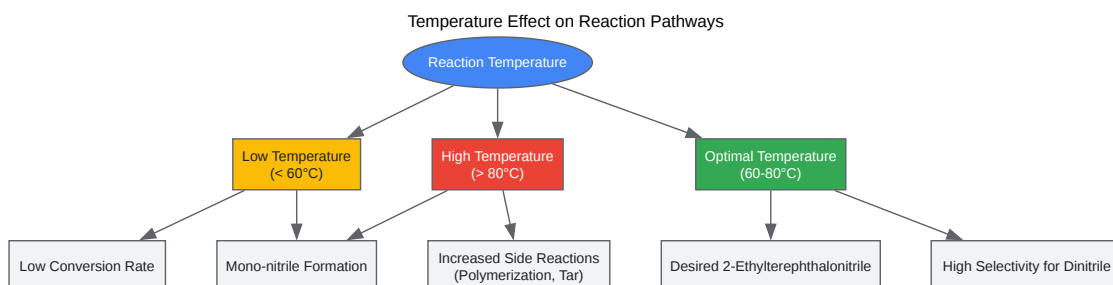 Temperature Effect on Reaction Pathways
Reaction Temperature
Low Temperature
(< 60°C)
High Temperature
(> 80°C)
Optimal Temperature
(60-80°C)
Low Conversion Rate
Mono-nitrile Formation
Increased Side Reactions
(Polymerization, Tar)
Desired 2-Ethylterephthalonitrile
High Selectivity for Dinitrile